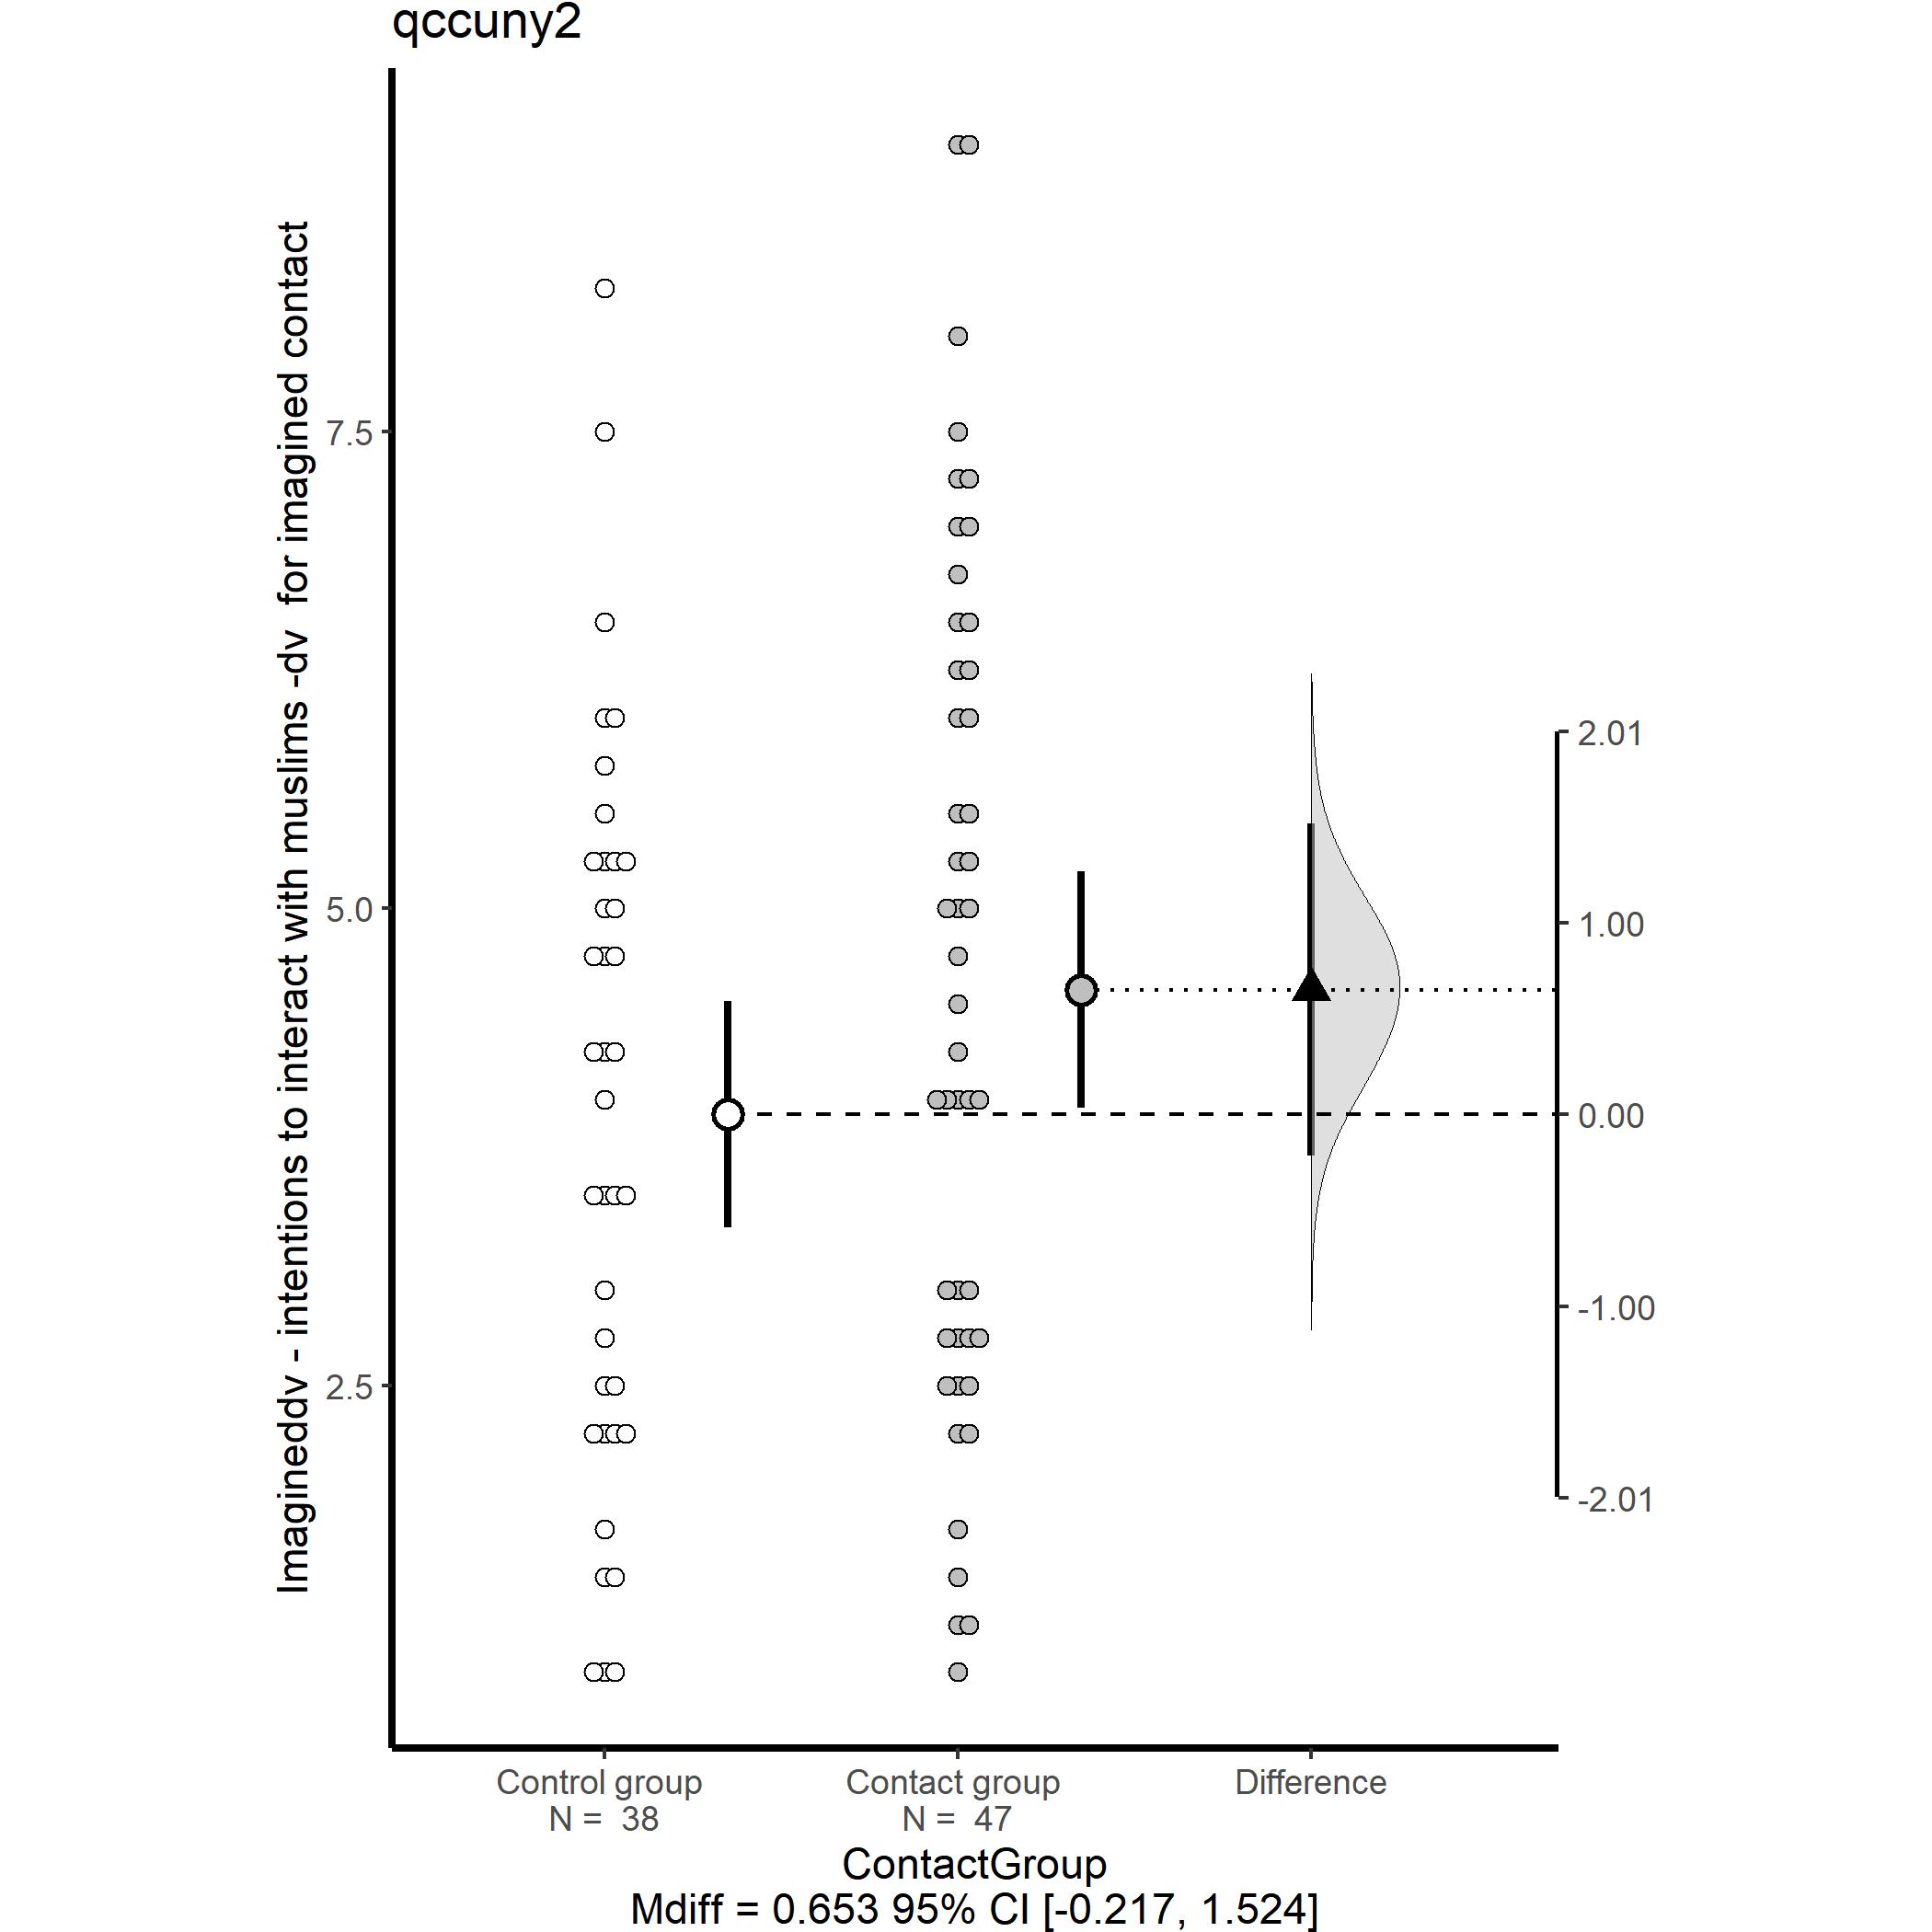 qccuny2
Imagineddv - intentions to interact with muslims -dv  for imagined contact
7.5
5.0
2.5
2.01
1.00
0.00
-1.00
-2.01
Control group
N =  38
Contact group
N =  47
Difference
ContactGroup
Mdiff = 0.653 95% CI [-0.217, 1.524]